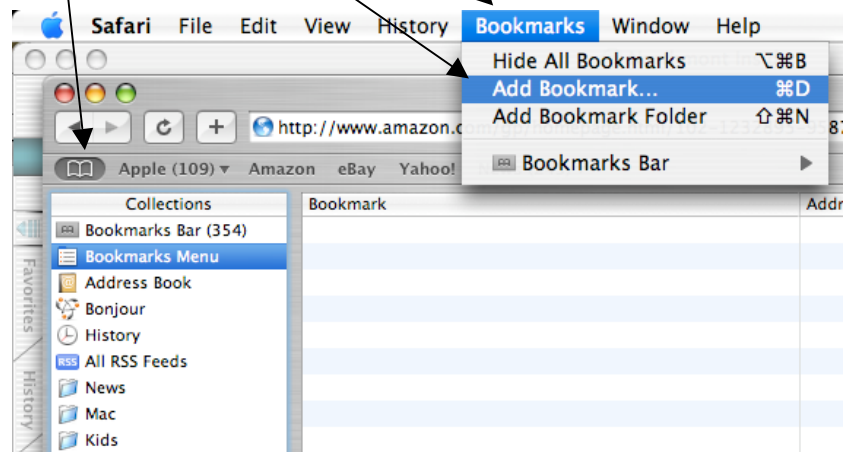 Safari File Edit View History Bookmarks Window Help
Hide All Bookmarks ⌥⌘B
Add Bookmark... ⌘D
Add Bookmark Folder ⇧⌘N
Bookmarks Bar ▶
http://www.amazon.c
Apple (109) ▾ Amazon eBay Yahoo!
Collections Bookmark Addr
Bookmarks Bar (354)
Bookmarks Menu
Address Book
Bonjour
History
RSS All RSS Feeds
News
Mac
Kids
Favorites
History